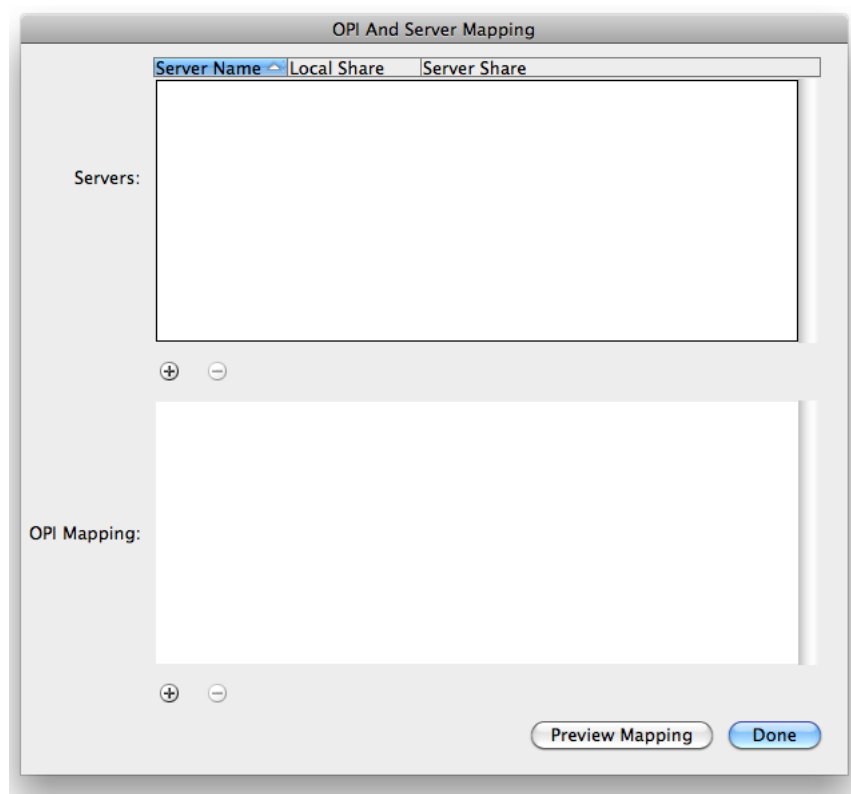 OPI And Server Mapping
Server Name Local Share Server Share
Servers:
OPI Mapping:
Preview Mapping Done